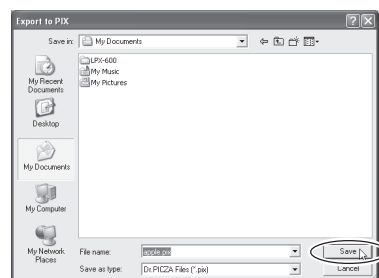 Export to PIX
Save in:
My Documents
LPX-600
My Music
My Pictures
My Recent
Documents
Desktop
My Documents
My Computer
My Network
Places
File name:
apple.pix
Save
Save as type:
Dr.PICZA Files (*.pix)
Cancel